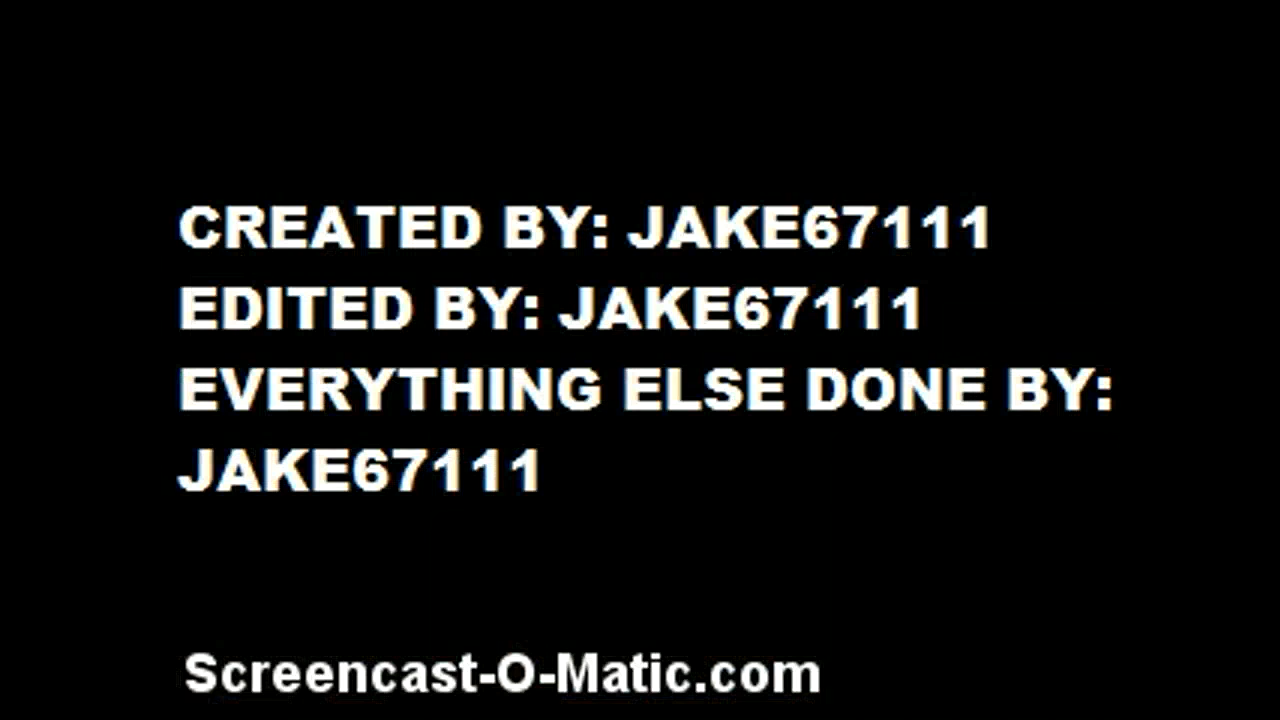 CREATED BY: JAKE67111
EDITED BY: JAKE67111
EVERYTHING ELSE DONE BY:
JAKE67111
Screencast-O-Matic.com